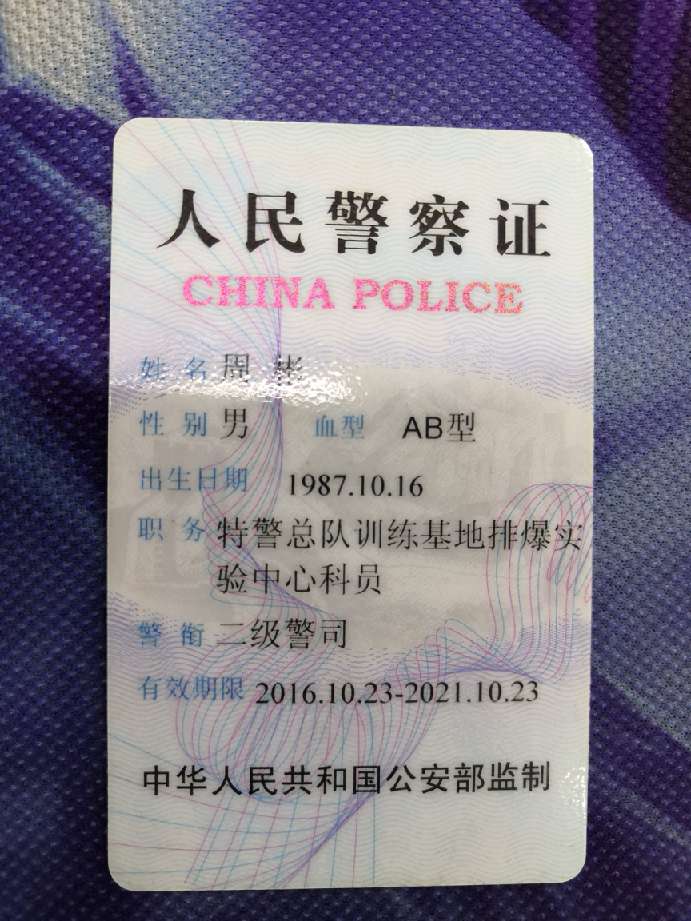 人民警察证
CHINA POLICE
姓名 周彬
性别 男 血型 AB型
出生日期 1987.10.16
职务 特警总队训练基地排爆实
验中心科员
警衔 二级警司
有效期限 2016.10.23-2021.10.23
中华人民共和国公安部监制